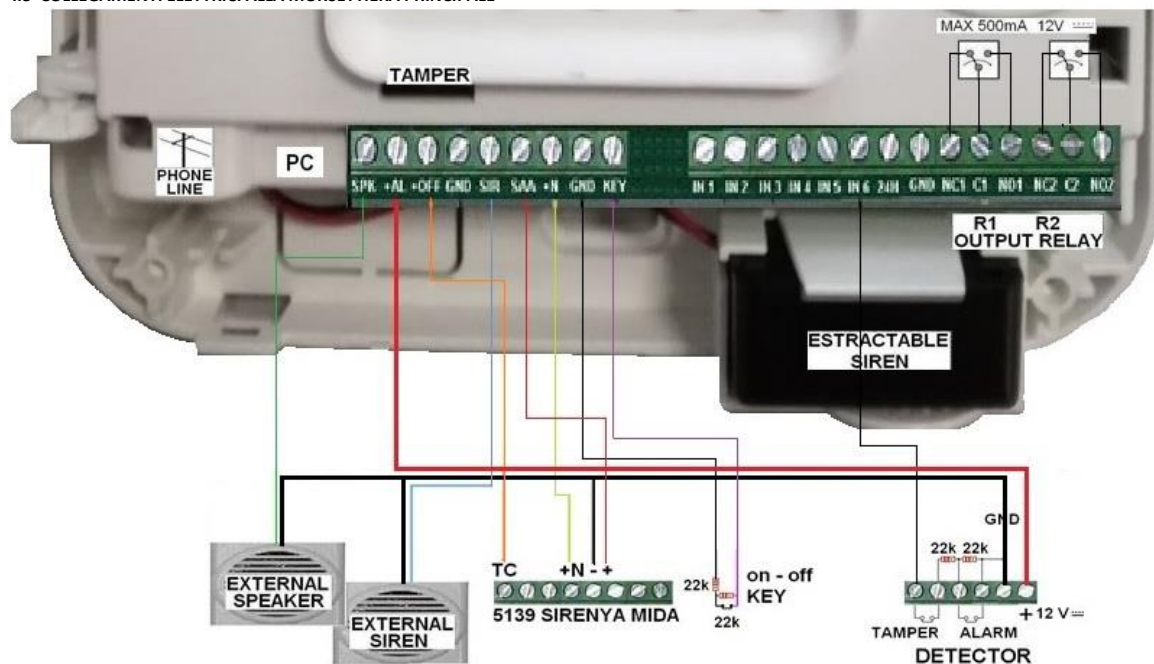 MAX 500mA 12V
TAMPER
PHONE
LINE
PC
SPK +AL +OFF GND SIR SAA +N GND KEY
IN 1 IN 2 IN 3 IN 4 IN 5 IN 6 24H GND NC1 C1 NO1 NC2 C2 NO2
R1 R2
OUTPUT RELAY
ESTRACTABLE
SIREN
GND
22k 22k
TC +N - +
22k
on - off
KEY
22k
EXTERNAL
SPEAKER
EXTERNAL
SIREN
5139 SIRENYA MIDA
+ 12 V
TAMPER ALARM
DETECTOR